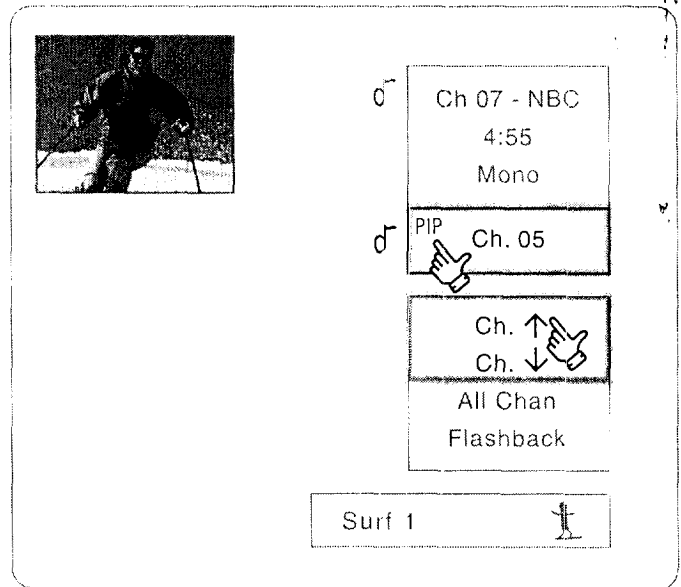 Ch 07 - NBC
4:55
Mono
PIP Ch. 05
Ch. ↑
Ch. ↓
All Chan
Flashback
Surf 1